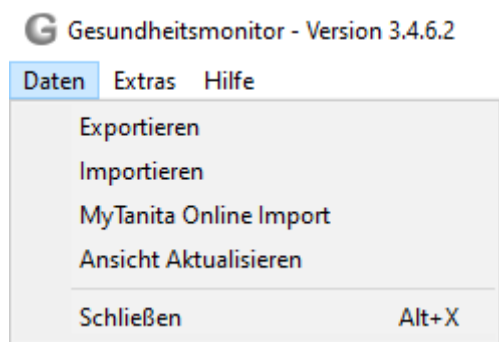 G Gesundheitsmonitor - Version 3.4.6.2
Daten Extras Hilfe
Exportieren
Importieren
MyTanita Online Import
Ansicht Aktualisieren
Schließen Alt+X